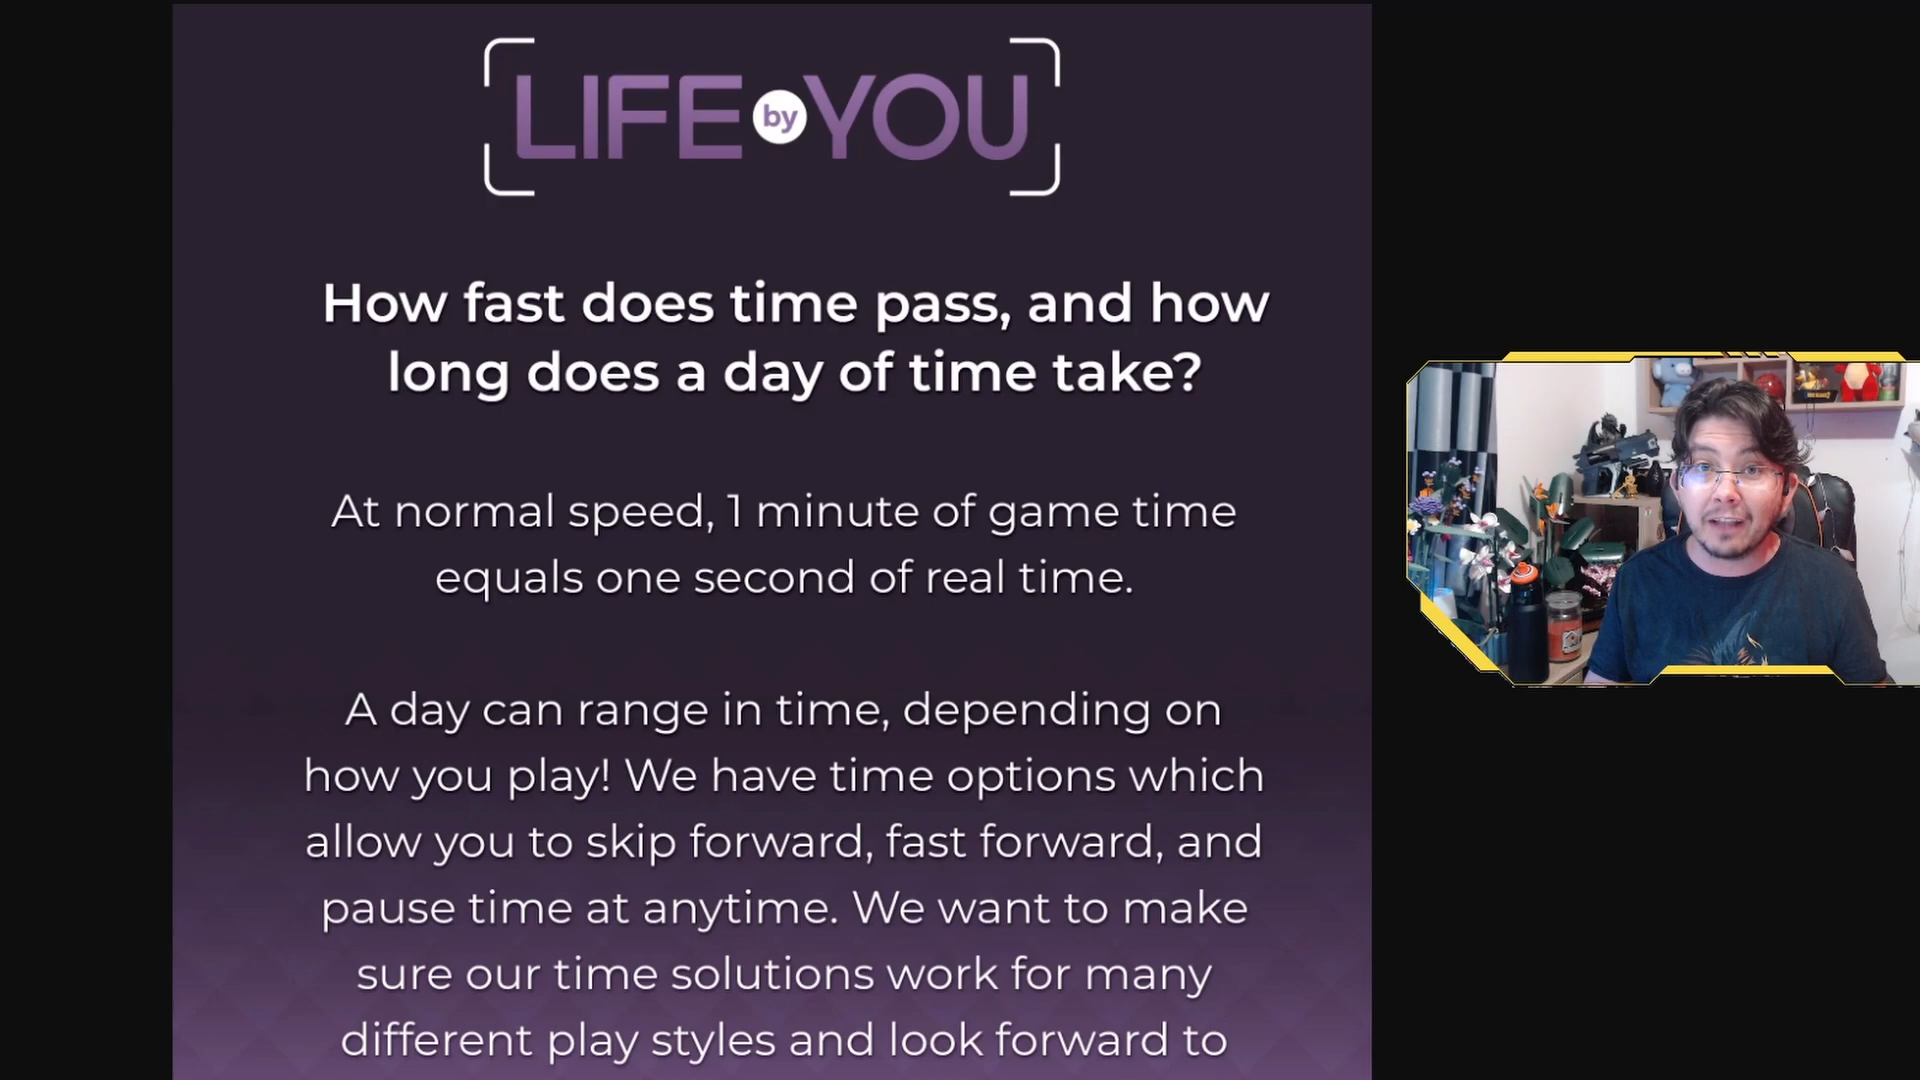 LIFE by YOU
How fast does time pass, and how
long does a day of time take?
At normal speed, 1 minute of game time
equals one second of real time.
A day can range in time, depending on
how you play! We have time options which
allow you to skip forward, fast forward, and
pause time at anytime. We want to make
sure our time solutions work for many
different play styles and look forward to